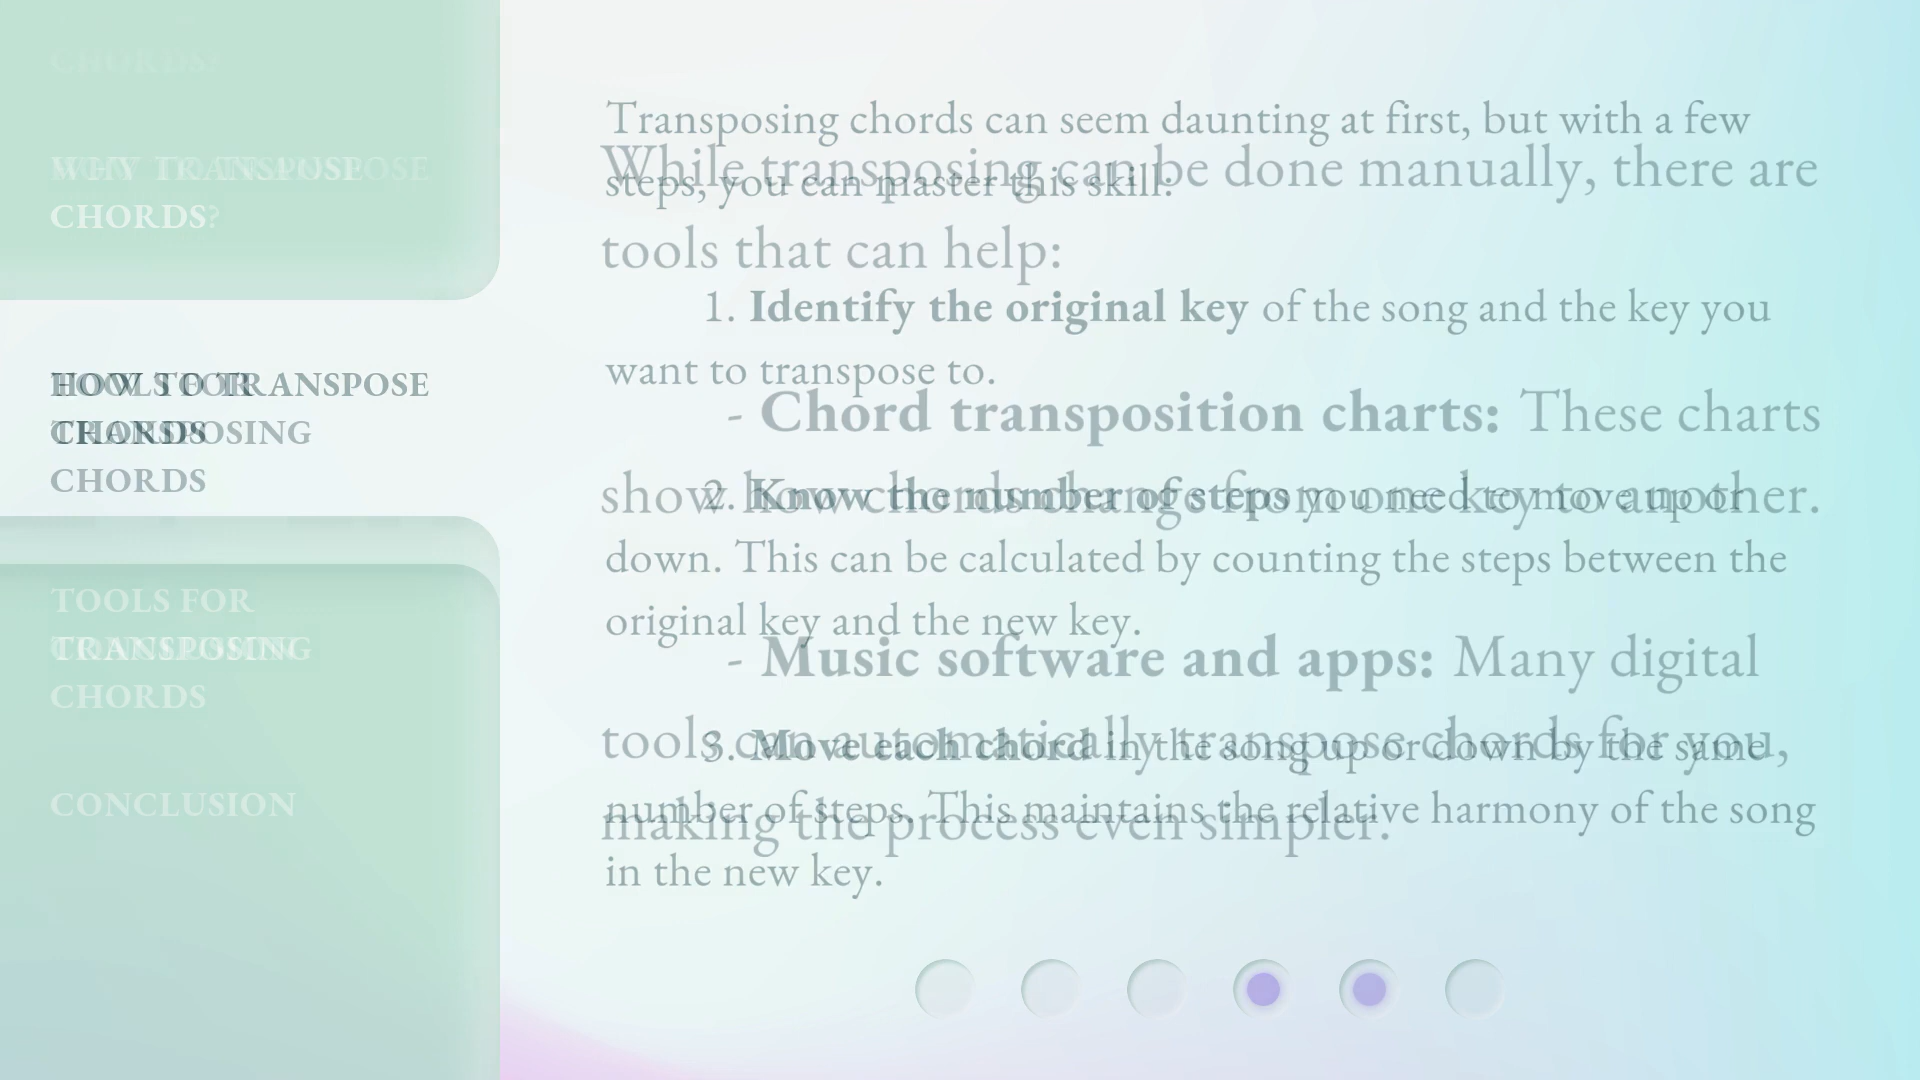 CHORDS?
WHY TRANSPOSE
CHORDS?
HOW TO TRANSPOSE
CHORDS
TOOLS FOR
TRANSPOSING
CHORDS
TOOLS FOR
TRANSPOSING
CHORDS
CONCLUSION
Transposing chords can seem daunting at first, but with a few
steps, you can master this skill:
1. Identify the original key of the song and the key you
want to transpose to.
2. Know the number of steps you need to move up or
down. This can be calculated by counting the steps between the
original key and the new key.
3. Move each chord in the song up or down by the same
number of steps. This maintains the relative harmony of the song
in the new key.
While transposing can be done manually, there are
tools that can help:
- Chord transposition charts: These charts
show how chords change from one key to another.
- Music software and apps: Many digital
tools can automatically transpose chords for you,
making the process even simpler.